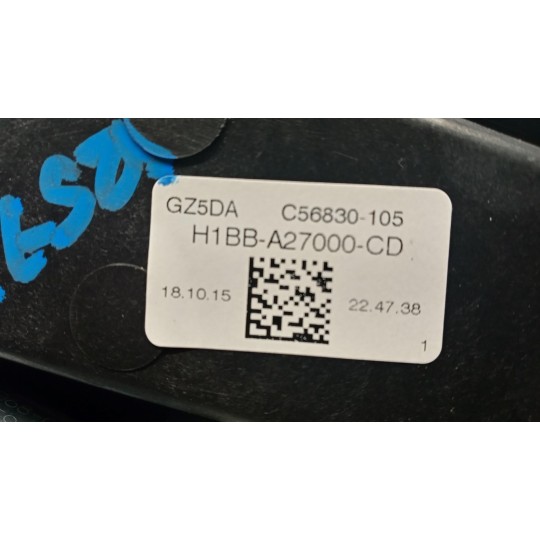 GZ5DA C56830-105
H1BB-A27000-CD
18.10.15 22.47.38
1